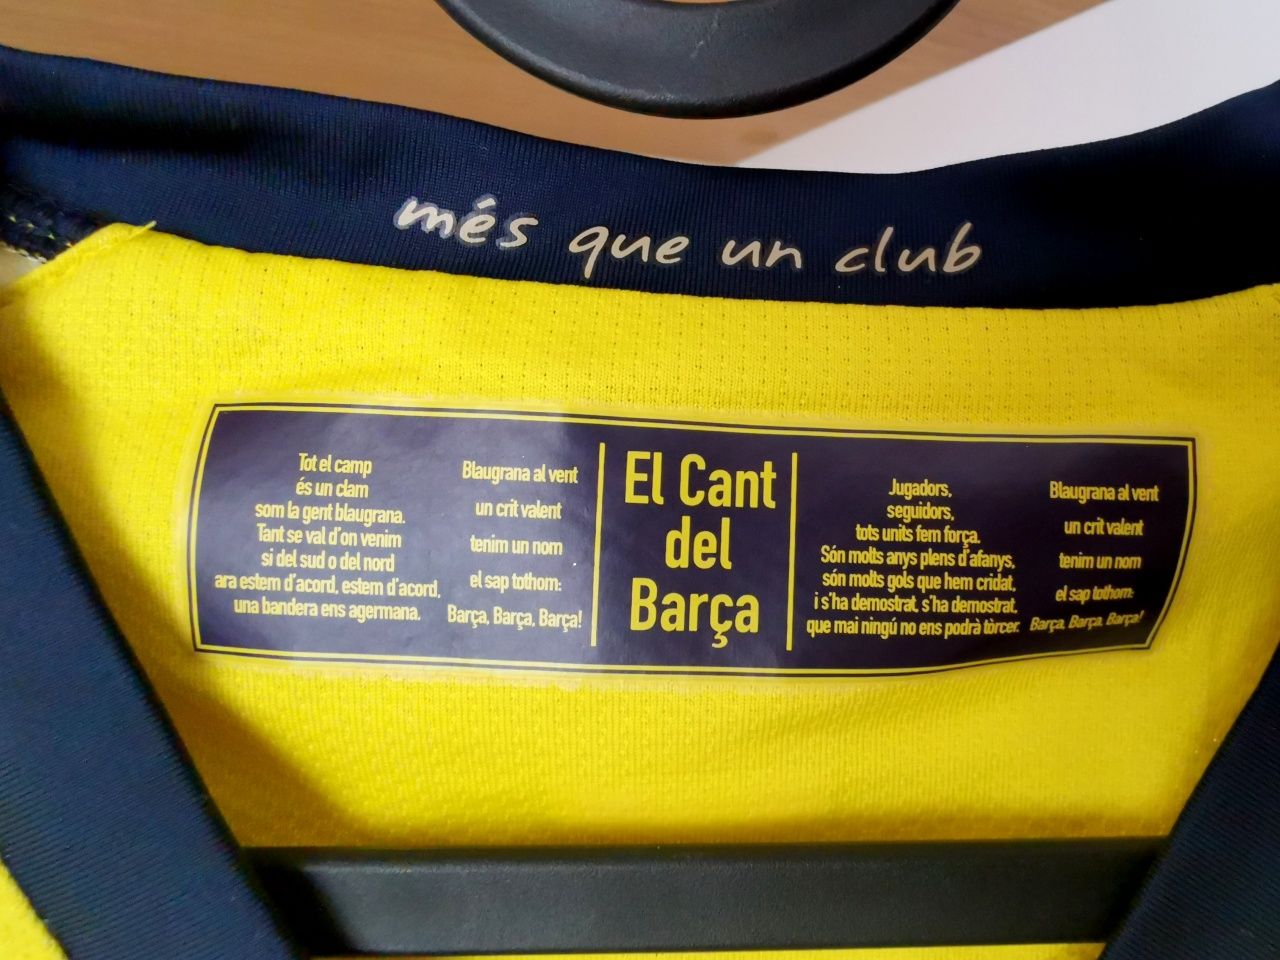 més que un club
Tot el camp
és un clam
som la gent blaugrana.
Tant se val d'on venim
si del sud o del nord
ara estem d'acord, estem d'acord,
una bandera ens agermana.
Blaugrana al vent
un crit valent
tenim un nom
el sap tothom:
Barça, Barça, Barça!
El Cant
del
Barça
Jugadors,
seguidors,
tots units fem força.
Són molts anys plens d'afanys,
són molts gols que hem cridat,
i s'ha demostrat, s'ha demostrat,
que mai ningú no ens podrà tòrcer.
Blaugrana al vent
un crit valent
tenim un nom
el sap tothom:
Barça, Barça, Barça!